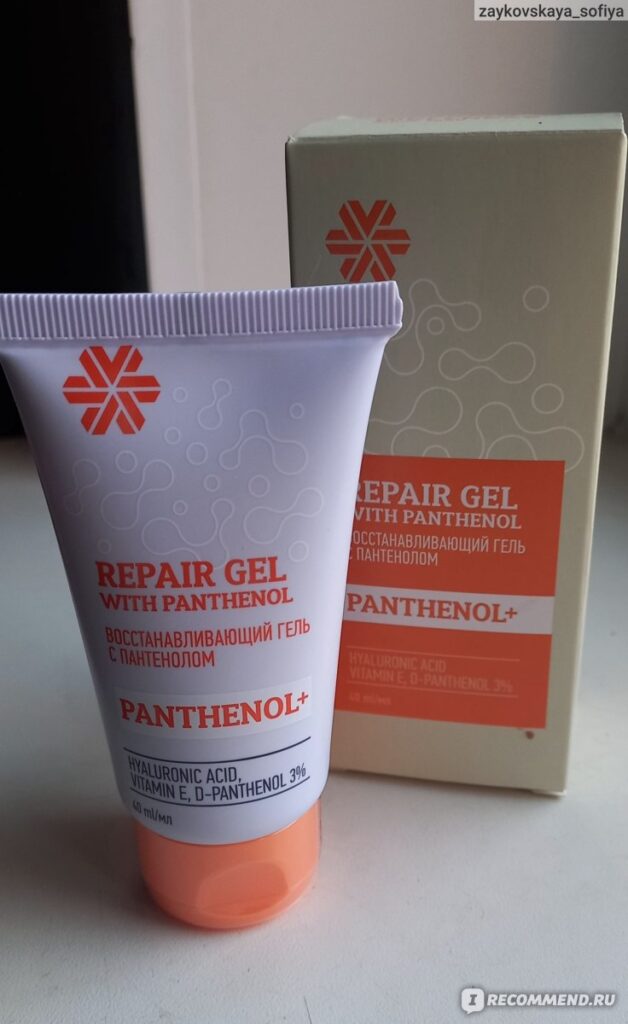 zaykovskaya_sofiya
REPAIR GEL
WITH PANTHENOL
ВОССТАНАВЛИВАЮЩИЙ ГЕЛЬ
С ПАНТЕНОЛОМ
PANTHENOL+
HYALURONIC ACID,
VITAMIN E, D-PANTHENOL 3%
40 ml/мл
REPAIR GEL
WITH PANTHENOL
ВОССТАНАВЛИВАЮЩИЙ ГЕЛЬ
С ПАНТЕНОЛОМ
PANTHENOL+
HYALURONIC ACID
VITAMIN E, D-PANTHENOL 3%
40 ml/мл
IRECOMMEND.RU